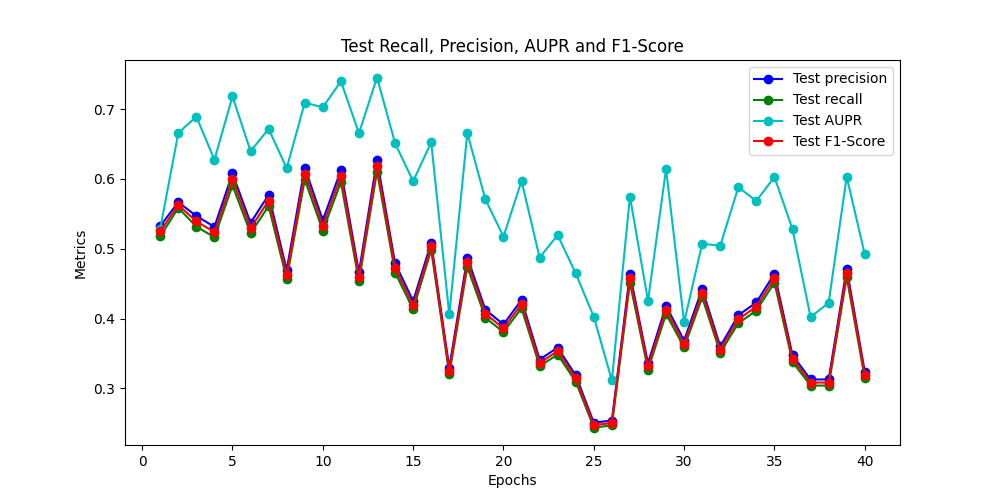 Test Recall, Precision, AUPR and F1-Score
Test precision
Test recall
Test AUPR
Test F1-Score
Metrics
0.7
0.6
0.5
0.4
0.3
0 5 10 15 20 25 30 35 40
Epochs